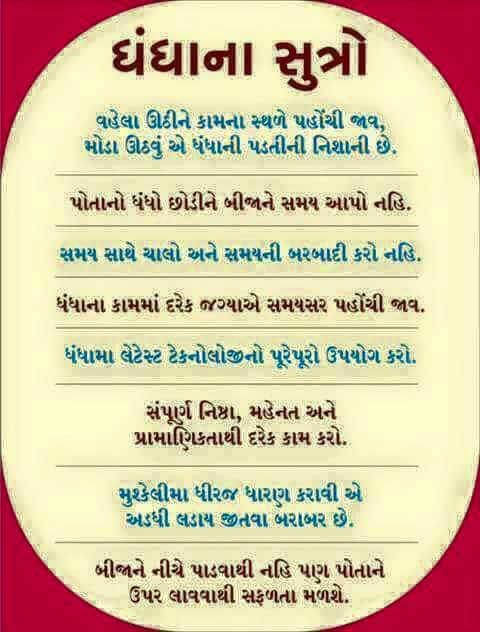 ધંધાના સુત્રો
વહેલા ઊઠીને કામના સ્થળે પહોંચી જાવ,
મોડા ઊઠવું એ ધંધાની પડતીની નિશાની છે.
પોતાનો ધંધો છોડીને બીજાને સમય આપો નહિ.
સમય સાથે ચાલો અને સમયની બરબાદી કરો નહિ.
ધંધાના કામમાં દરેક જગ્યાએ સમયસર પહોંચી જાવ.
ધંધામા લેટેસ્ટ ટેકનોલોજીનો પૂરેપૂરો ઉપયોગ કરો.
સંપૂર્ણ નિષ્ઠા, મહેનત અને
પ્રામાણિકતાથી દરેક કામ કરો.
મુશ્કેલીમા ધીરજ ધારણ કરાવી એ
અડધી લડાય જીતવા બરાબર છે.
બીજાને નીચે પાડવાથી નહિ પણ પોતાને
ઉપર લાવવાથી સફળતા મળશે.